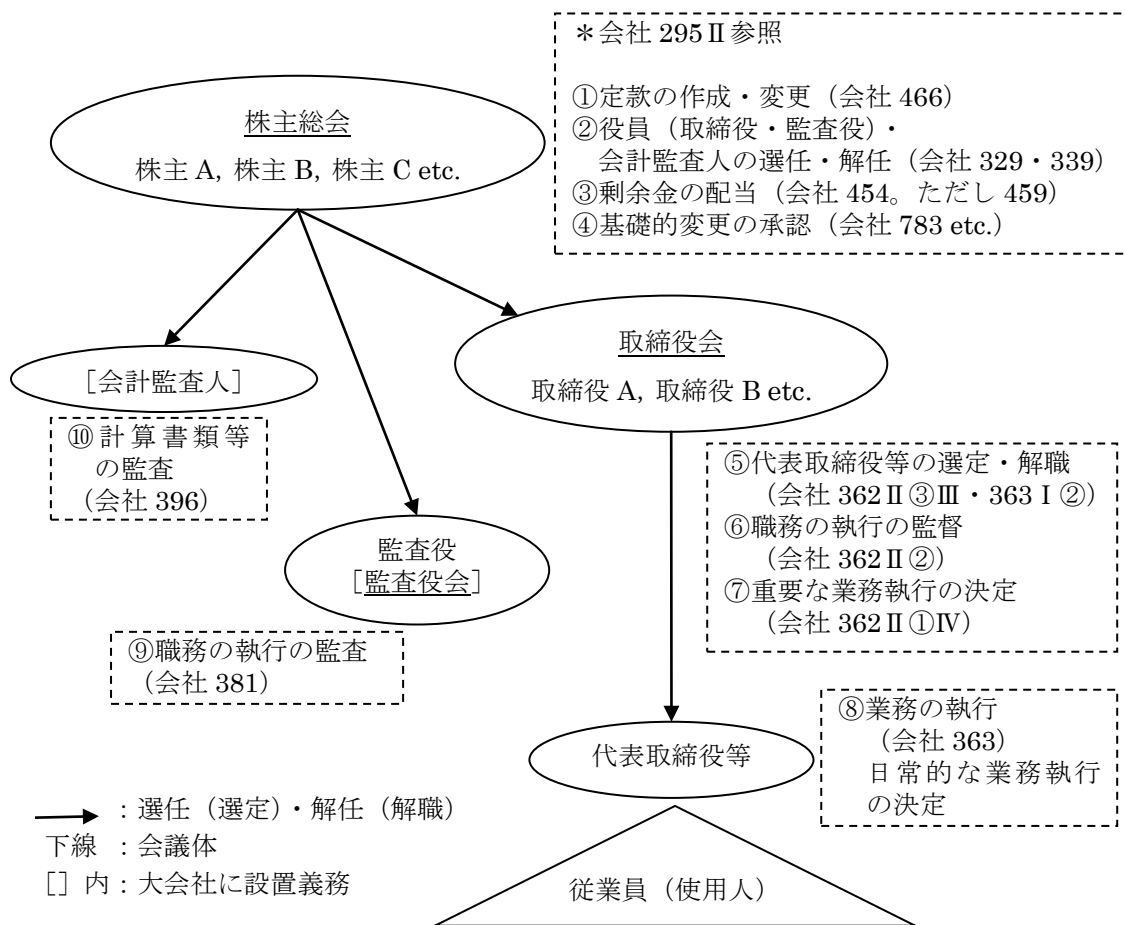 ＊会社 295Ⅱ参照
①定款の作成・変更（会社 466）
②役員（取締役・監査役）・
会計監査人の選任・解任（会社 329・339）
③剰余金の配当（会社 454。ただし 459）
④基礎的変更の承認（会社 783 etc.）
株主総会
株主 A, 株主 B, 株主 C etc.
取締役会
取締役 A, 取締役 B etc.
［会計監査人］
⑩計算書類等
の監査
（会社 396）
⑤代表取締役等の選定・解職
（会社 362Ⅱ③Ⅲ・363Ⅰ②）
⑥職務の執行の監督
（会社 362Ⅱ②）
⑦重要な業務執行の決定
（会社 362Ⅱ①Ⅳ）
監査役
［監査役会］
⑨職務の執行の監査
（会社 381）
⑧業務の執行
（会社 363）
日常的な業務執行
の決定
代表取締役等
：選任（選定）・解任（解職）
下線 ：会議体
［］内：大会社に設置義務
従業員（使用人）